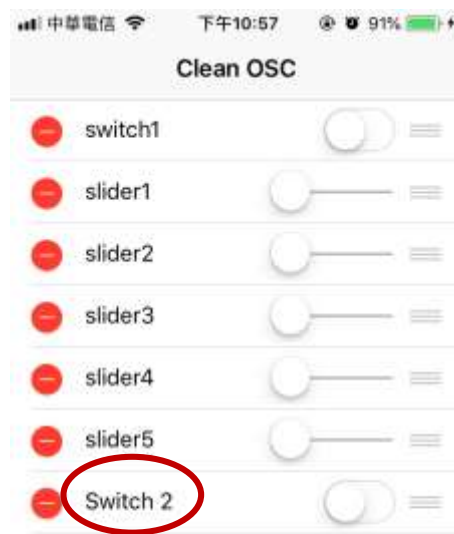 中華電信 下午10:57 91%
Clean OSC
switch1
slider1
slider2
slider3
slider4
slider5
Switch 2